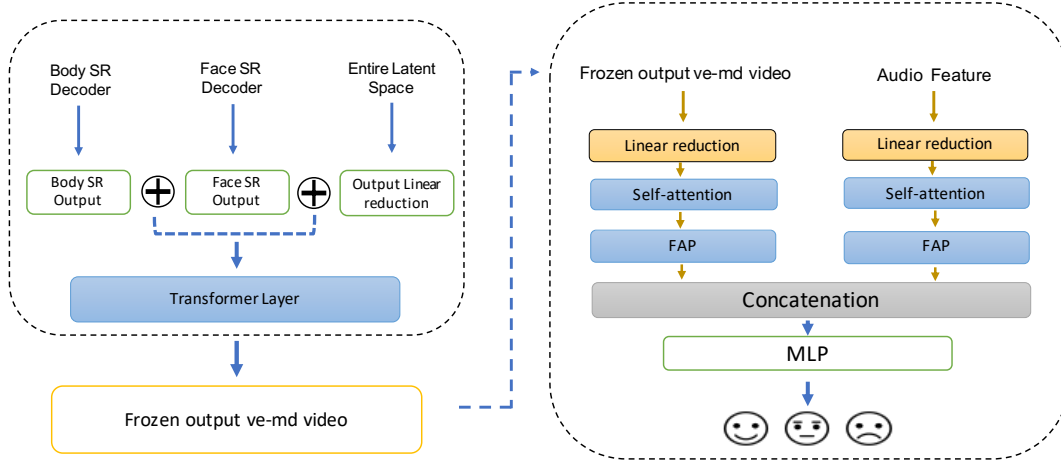 Body SR
Decoder
Face SR
Decoder
Entire Latent
Space
Body SR
Output
Face SR
Output
Output Linear
reduction
Transformer Layer
Frozen output ve-md video
Frozen output ve-md video
Audio Feature
Linear reduction
Linear reduction
Self-attention
Self-attention
FAP
FAP
Concatenation
MLP